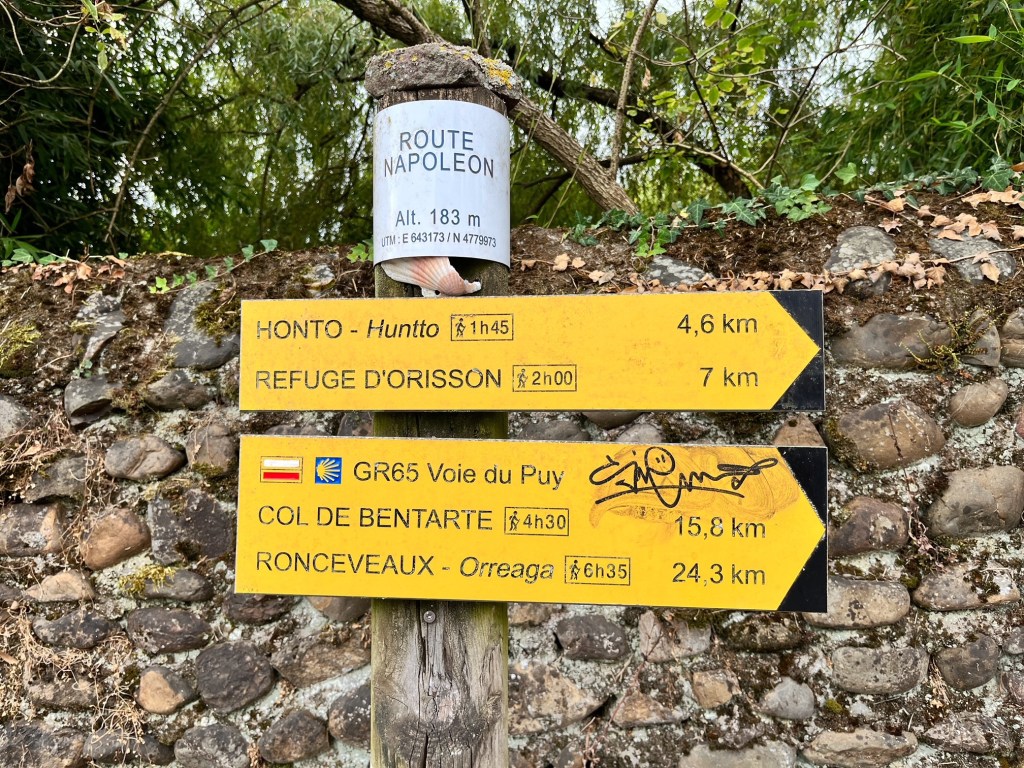 ROUTE
NAPOLEON
Alt. 183 m
UTM : E 643173 / N 4779973
HONTO - Huntto 1h45 4,6 km
REFUGE D'ORISSON 2h00 7 km
GR65 Voie du Puy
COL DE BENTARTE 4h30 15,8 km
RONCEVEAUX - Orreaga 6h35 24,3 km